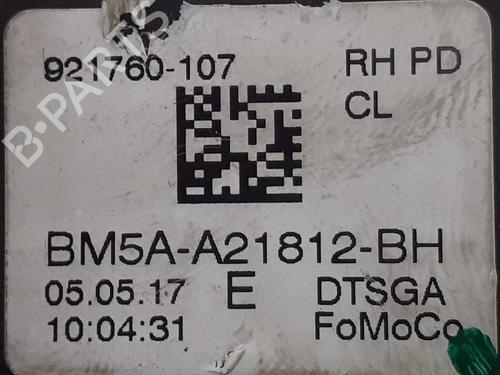 921760-107 RH PD
CL
BM5A-A21812-BH
05.05.17 E DTSGA
10:04:31 FoMoCo
B-PARTS